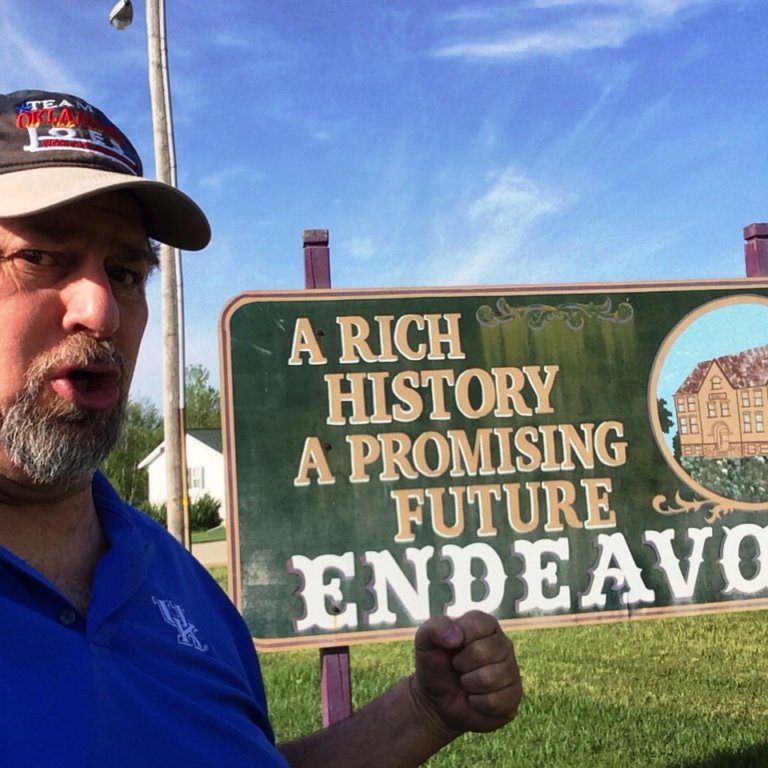 TEAM
A RICH
HISTORY
A PROMISING
FUTURE
ENDEAVO
UK